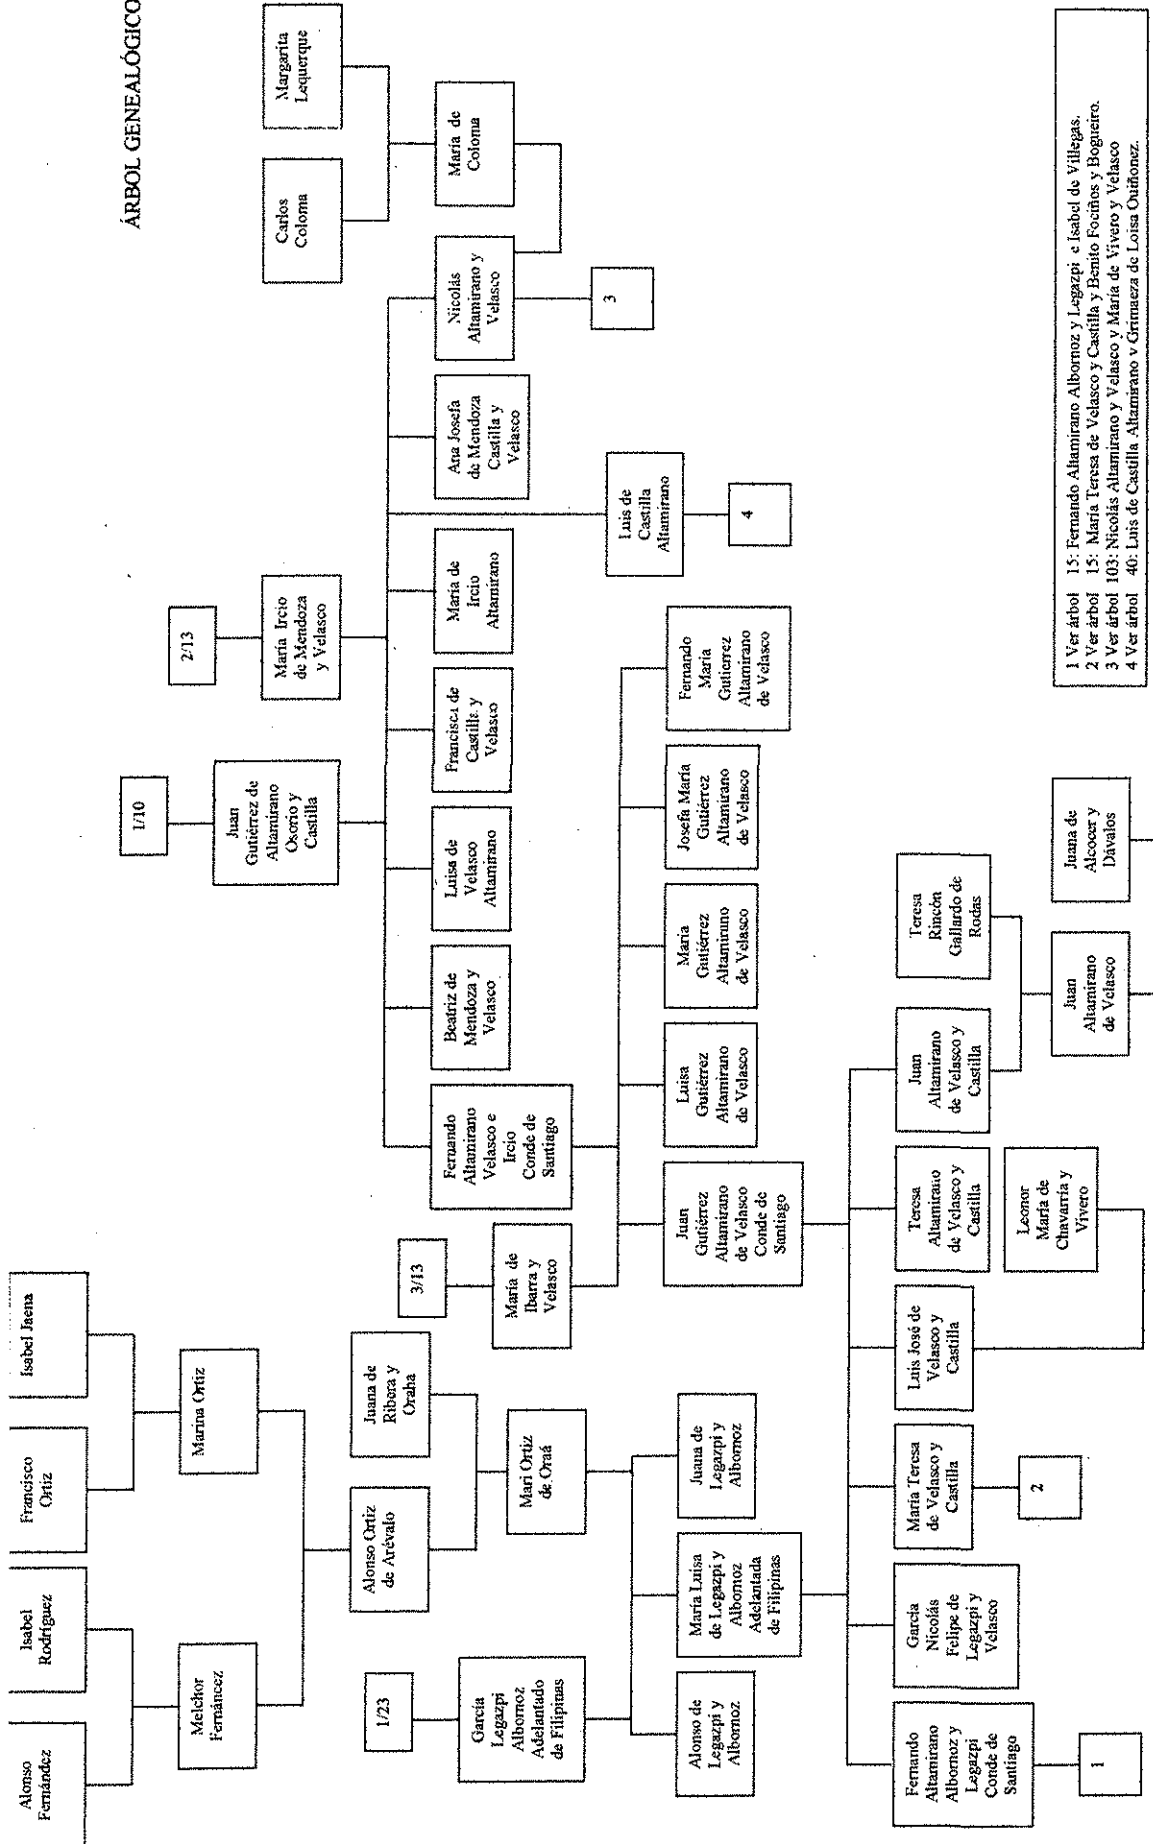 ÁRBOL GENEALÓGICO
Alonso
Fernández
Isabel
Rodríguez
Francisco
Ortiz
Isabel Jaena
Melchor
Fernáncez
Marina Ortiz
Alonso Ortiz
de Arévalo
Juana de
Ribera y
Oraha
1/23
García
Legazpi
Albornoz
Adelantado
de Filipinas
Mari Ortiz
de Oraá
Alonso de
Legazpi y
Albornoz
María Luisa
de Legazpi y
Albornoz
Adelantada
de Filipinas
Juana de
Legazpi y
Albornoz
1/10
2/13
Juan
Gutiérrez de
Altamirano
Osorio y
Castilla
María Ircio
de Mendoza
y Velasco
Carlos
Coloma
Margarita
Lequerque
3/13
María de
Ibarra y
Velasco
Fernando
Altamirano
Velasco e
Ircio
Conde de
Santiago
Beatriz de
Mendoza y
Velasco
Luisa de
Velasco
Altamirano
Francisca de
Castilla y
Velasco
María de
Ircio
Altamirano
Ana Josefa
de Mendoza
Castilla y
Velasco
Nicolás
Altamirano y
Velasco
María de
Coloma
3
Luis de
Castilla
Altamirano
4
Juan
Gutiérrez
Altamirano
de Velasco
Conde de
Santiago
Luisa
Gutiérrez
Altamirano
de Velasco
María
Gutiérrez
Altamirano
de Velasco
Josefa María
Gutiérrez
Altamirano
de Velasco
Fernando
María
Gutierrez
Altamirano
de Velasco
Fernando
Altamirano
Albornoz y
Legazpi
Conde de
Santiago
García
Nicolás
Felipe de
Legazpi y
Velasco
María Teresa
de Velasco y
Castilla
Luis José de
Velasco y
Castilla
Teresa
Altamirano
de Velasco y
Castilla
Juan
Altamirano
de Velasco y
Castilla
Teresa
Rincón
Gallardo de
Rodas
1
2
Leonor
María de
Chavarría y
Vivero
Juan
Altamirano
de Velasco
Juana de
Alcocer y
Dávalos
1 Ver árbol 15: Fernando Altamirano Albornoz y Legazpi e Isabel de Villegas.
2 Ver árbol 15: María Teresa de Velasco y Castilla y Benito Fociños y Bogueiro.
3 Ver árbol 103: Nicolás Altamirano y Velasco y María de Vivero y Velasco
4 Ver árbol 40: Luis de Castilla Altamirano y Grimaeza de Loisa Quiñonez.